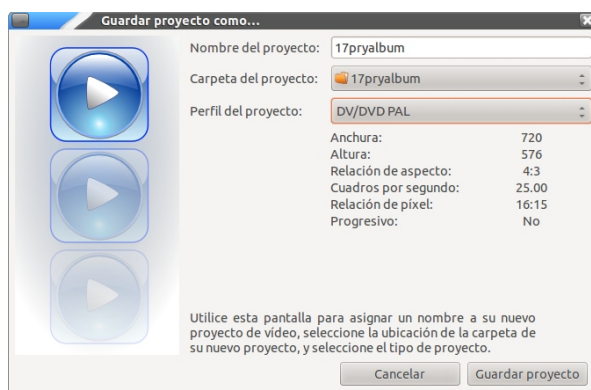 Guardar proyecto como...
Nombre del proyecto: 17pryalbum
Carpeta del proyecto: 17pryalbum
Perfil del proyecto: DV/DVD PAL
Anchura: 720
Altura: 576
Relación de aspecto: 4:3
Cuadros por segundo: 25.00
Relación de píxel: 16:15
Progresivo: No
Utilice esta pantalla para asignar un nombre a su nuevo
proyecto de vídeo, seleccione la ubicación de la carpeta de
su nuevo proyecto, y seleccione el tipo de proyecto.
Cancelar Guardar proyecto